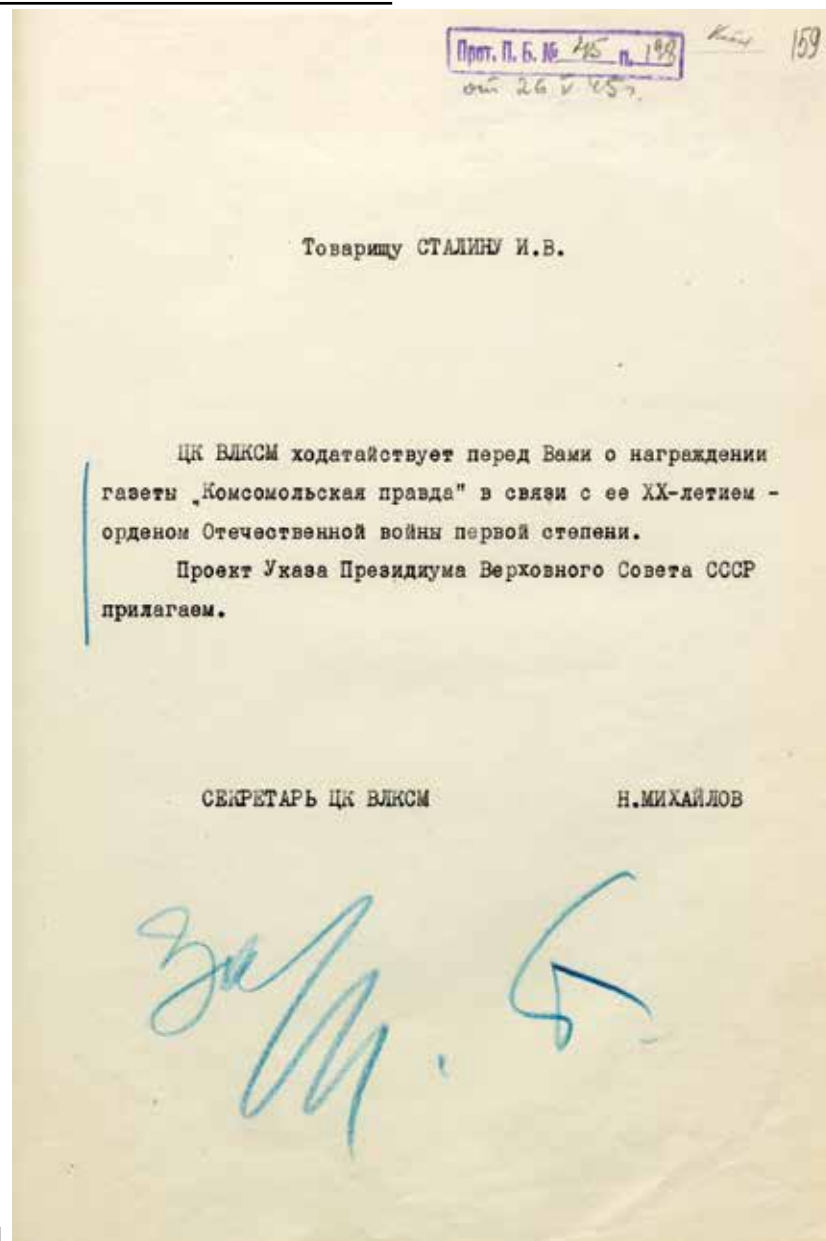 Прот. П. Б. № 45 п. 198
159
от 26 V 45 г.
Товарищу СТАЛИНУ И.В.
ЦК ВЛКСМ ходатайствует перед Вами о награждении
газеты „Комсомольская правда" в связи с ее XX-летием -
орденом Отечественной войны первой степени.
Проект Указа Президиума Верховного Совета СССР
прилагаем.
СЕКРЕТАРЬ ЦК ВЛКСМ Н.МИХАЙЛОВ
За